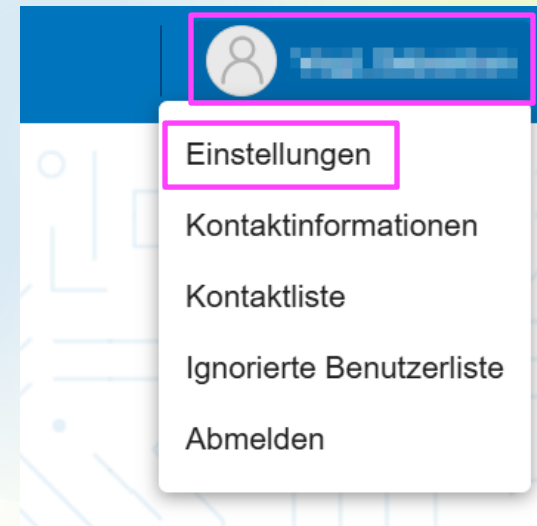 Einstellungen
Kontaktinformationen
Kontaktliste
Ignorierte Benutzerliste
Abmelden